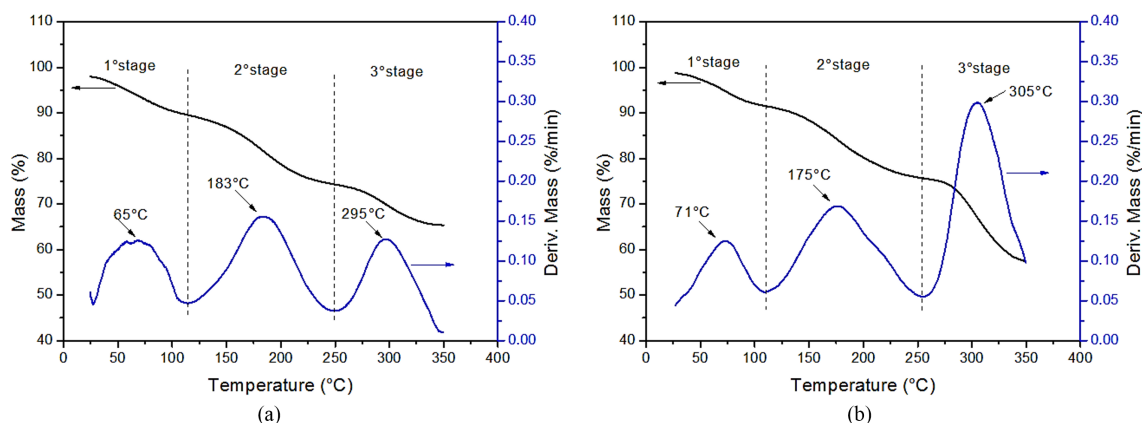 110
100
90
80
70
60
50
40
Mass (%)
0.40
0.35
0.30
0.25
0.20
0.15
0.10
0.05
0.00
Deriv. Mass (%/min)
1°stage
2°stage
3°stage
65°C
183°C
295°C
0 50 100 150 200 250 300 350 400
Temperature (°C)
(a)
110
100
90
80
70
60
50
40
Mass (%)
0.40
0.35
0.30
0.25
0.20
0.15
0.10
0.05
0.00
Deriv. Mass (%/min)
1°stage
2°stage
3°stage
305°C
175°C
71°C
0 50 100 150 200 250 300 350 400
Temperature (°C)
(b)